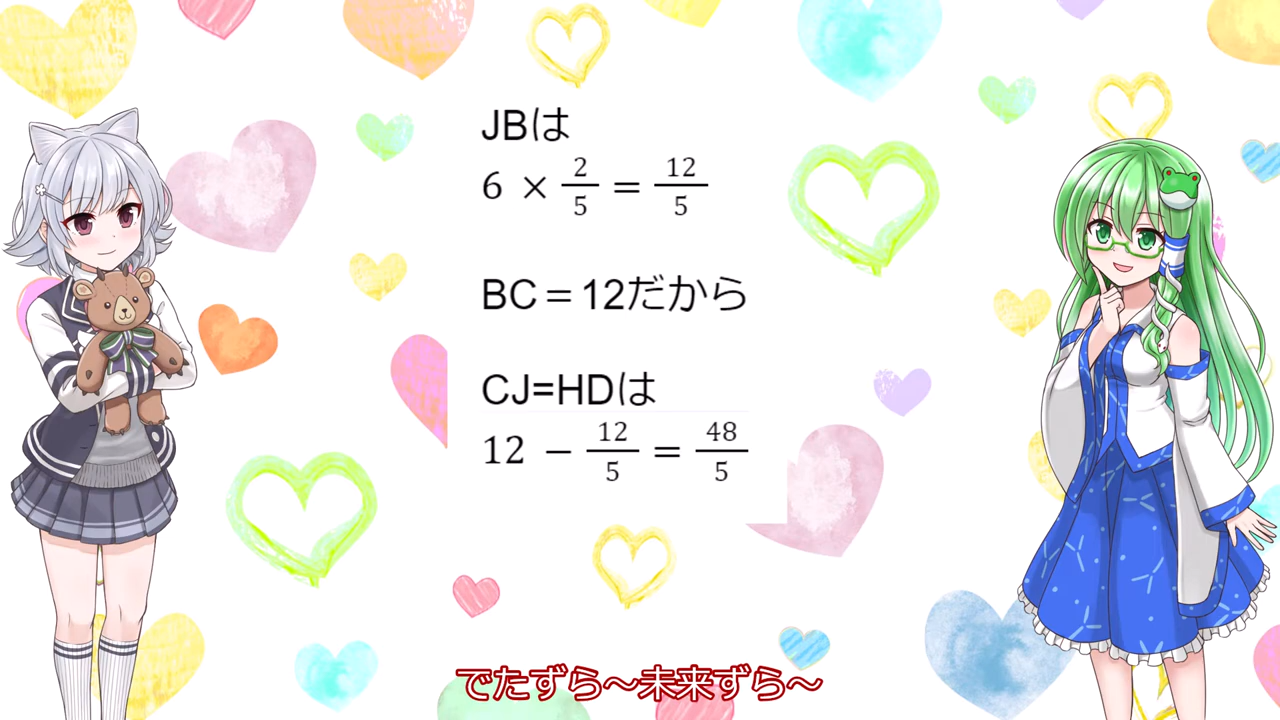 JBは
6 × 2/5 = 12/5
BC＝12だから
CJ=HDは
12 − 12/5 = 48/5
でたずら～未来ずら～